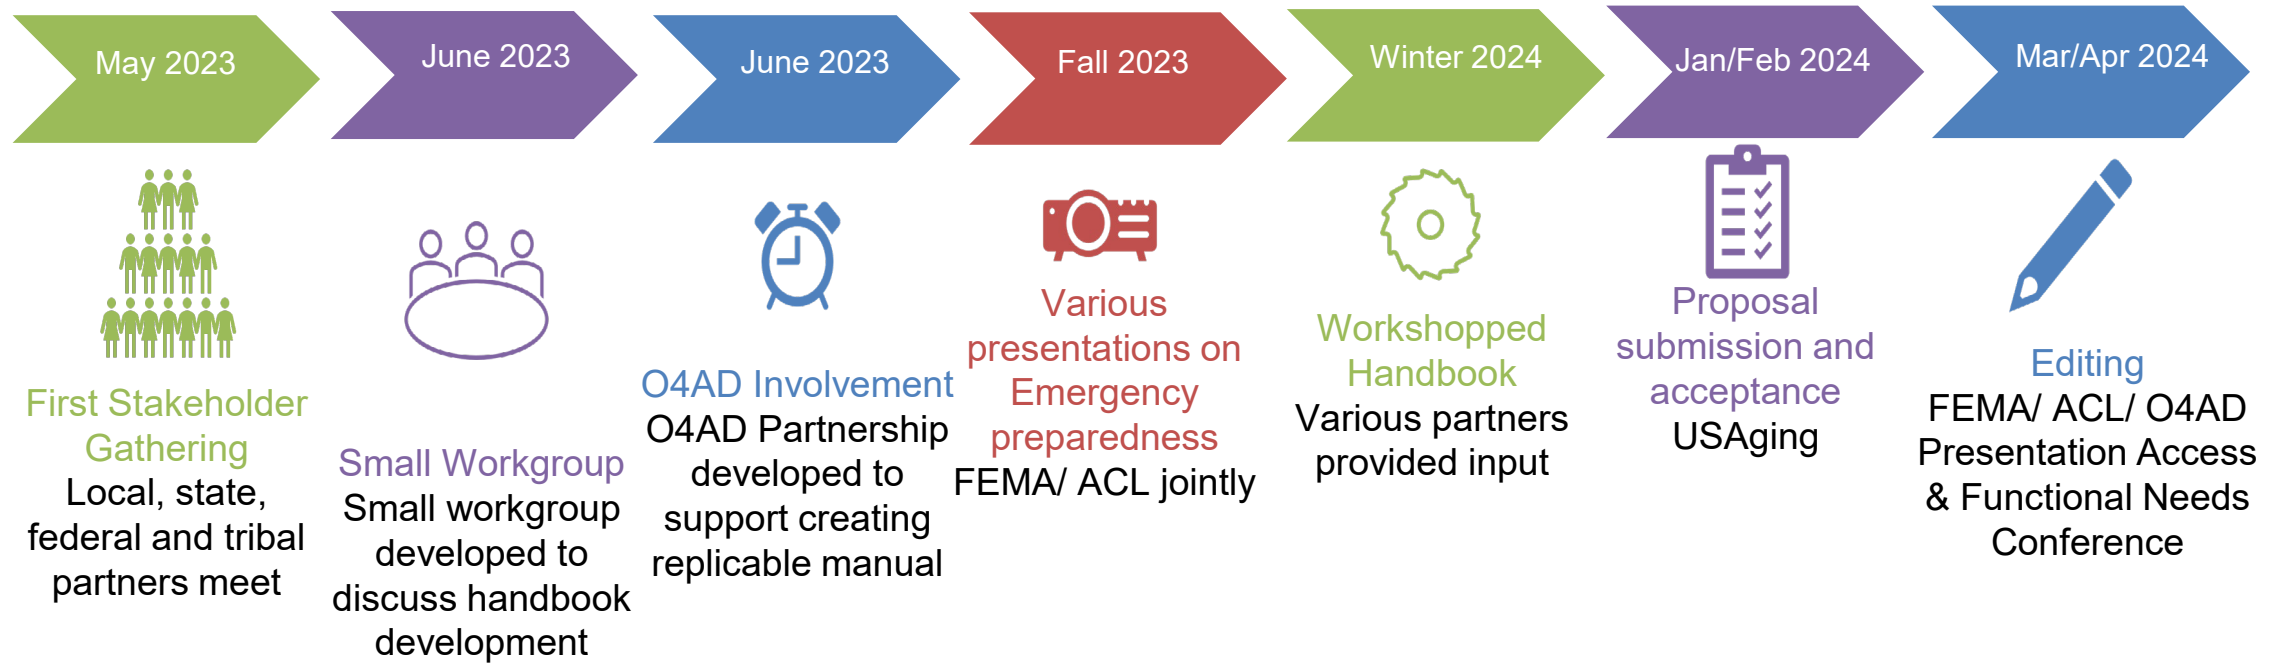 May 2023
First Stakeholder
Gathering
Local, state,
federal and tribal
partners meet
June 2023
Small Workgroup
Small workgroup
developed to
discuss handbook
development
June 2023
O4AD Involvement
O4AD Partnership
developed to
support creating
replicable manual
Fall 2023
Various
presentations on
Emergency
preparedness
FEMA/ ACL jointly
Winter 2024
Workshopped
Handbook
Various partners
provided input
Jan/Feb 2024
Proposal
submission and
acceptance
USAging
Mar/Apr 2024
Editing
FEMA/ ACL/ O4AD
Presentation Access
& Functional Needs
Conference